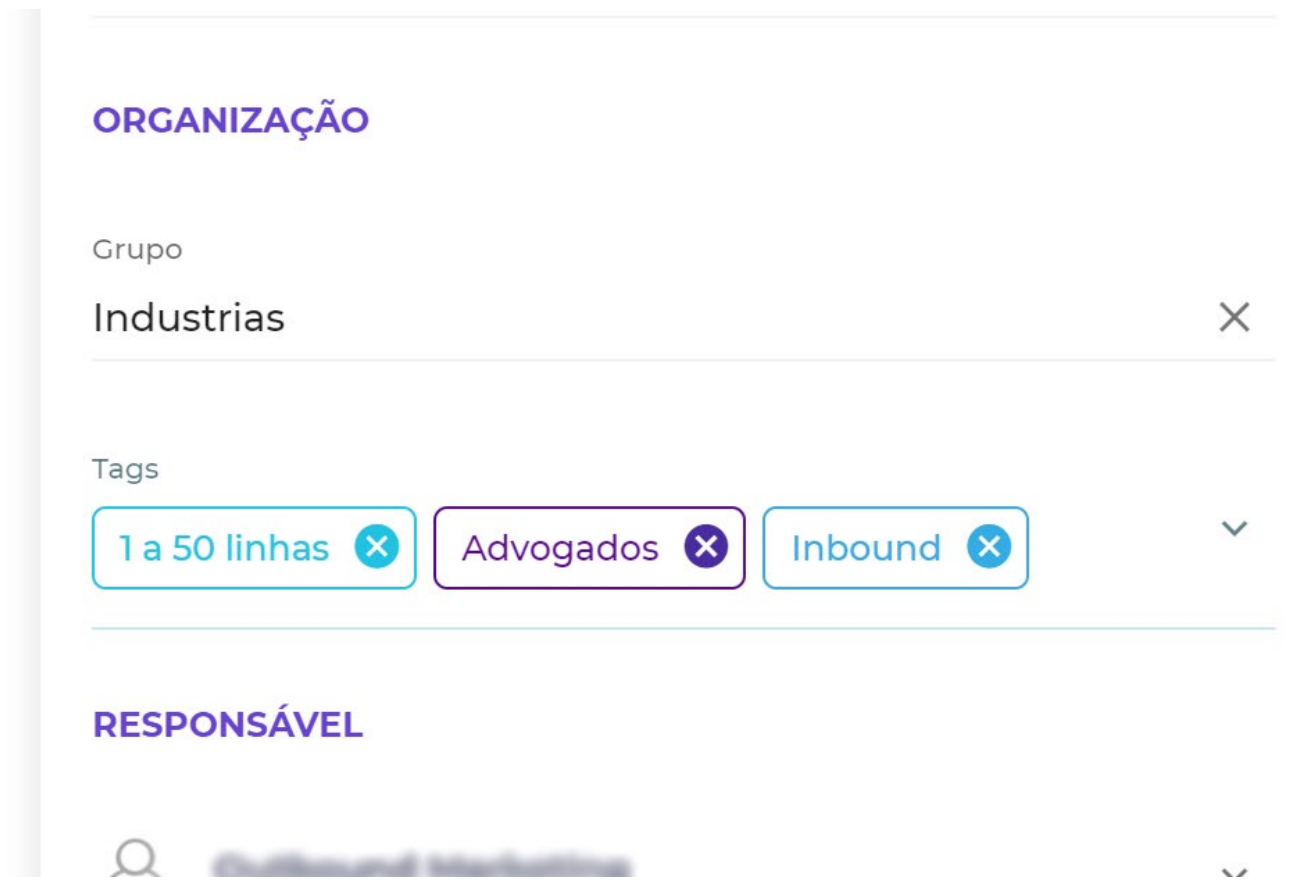 ORGANIZAÇÃO
Grupo
Industrias
Tags
1 a 50 linhas Advogados Inbound
RESPONSÁVEL